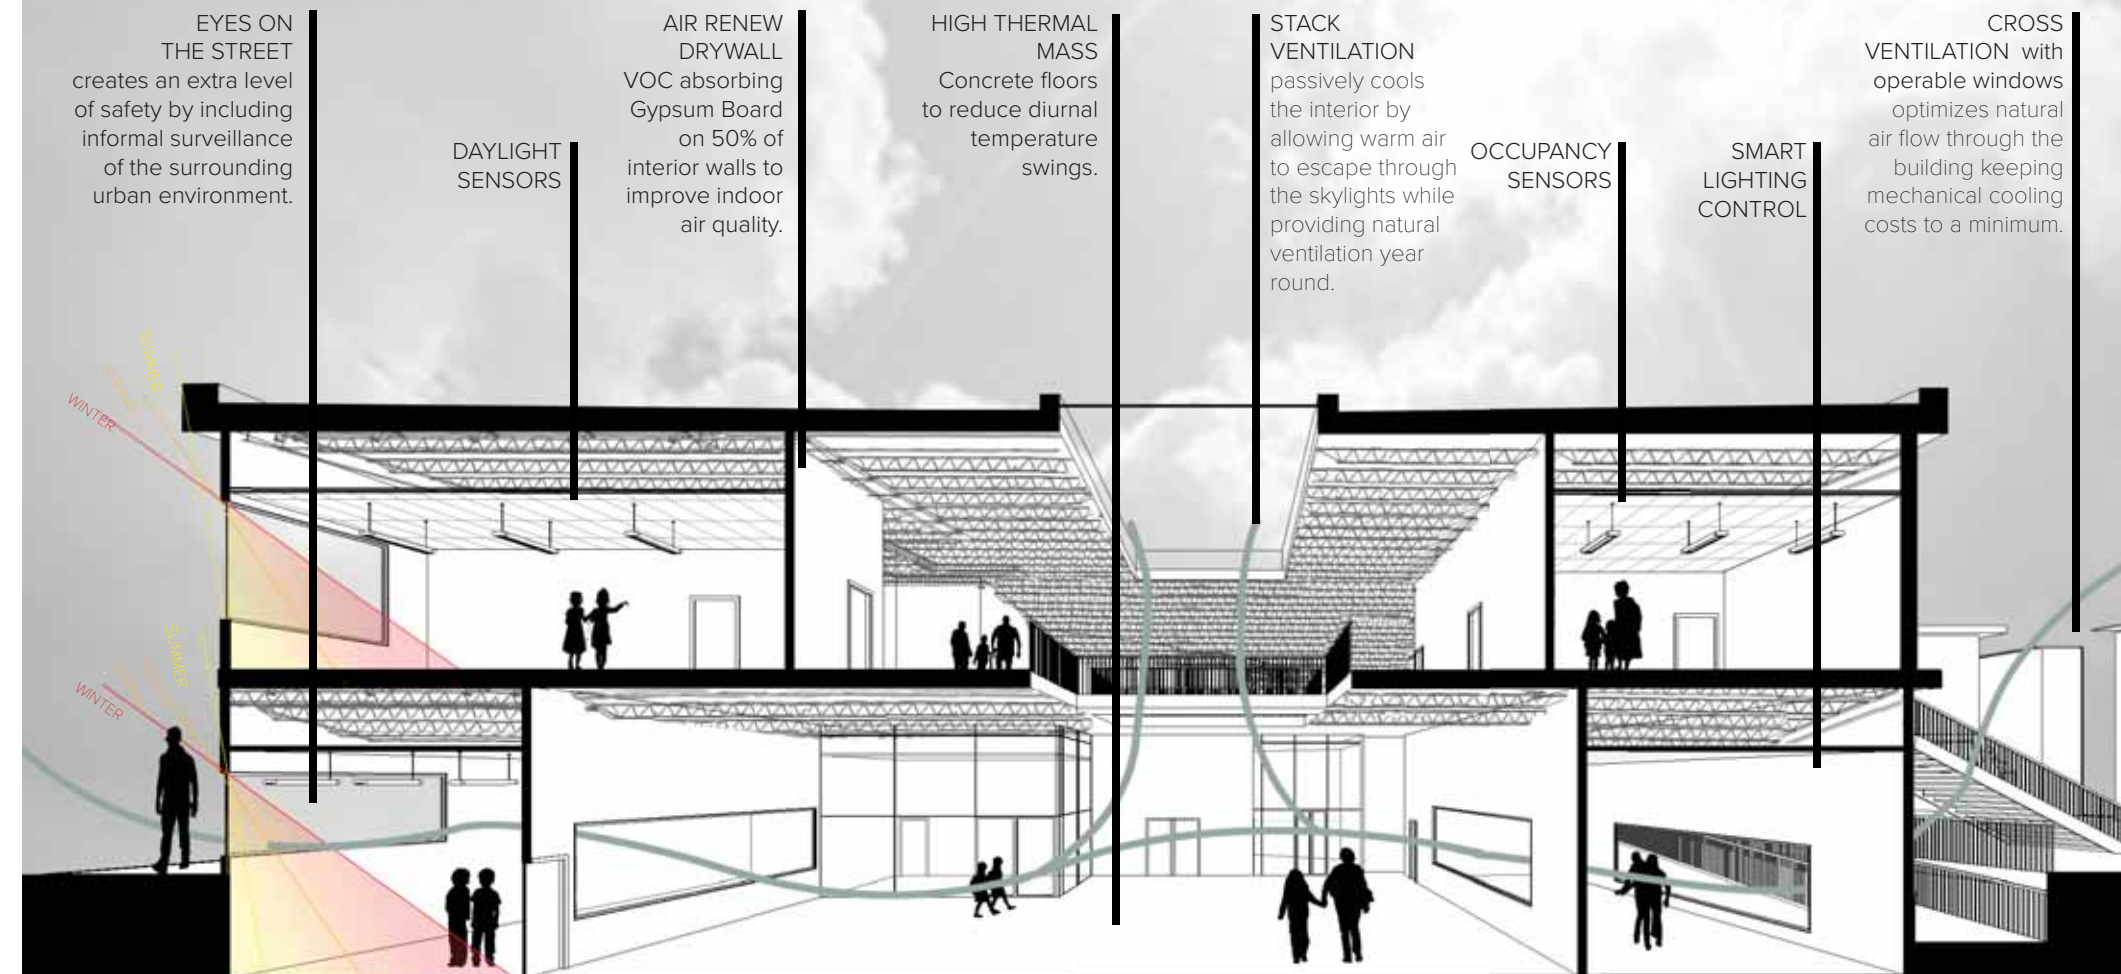 EYES ON
THE STREET
creates an extra level
of safety by including
informal surveillance
of the surrounding
urban environment.
DAYLIGHT
SENSORS
AIR RENEW
DRYWALL
VOC absorbing
Gypsum Board
on 50% of
interior walls to
improve indoor
air quality.
HIGH THERMAL
MASS
Concrete floors
to reduce diurnal
temperature
swings.
STACK
VENTILATION
passively cools
the interior by
allowing warm air
to escape through
the skylights while
providing natural
ventilation year
round.
OCCUPANCY
SENSORS
SMART
LIGHTING
CONTROL
CROSS
VENTILATION with
operable windows
optimizes natural
air flow through the
building keeping
mechanical cooling
costs to a minimum.
SUMMER
SPRING
WINTER
SUMMER
WINTER